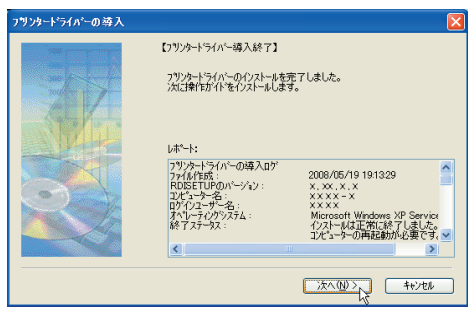 プリンタードライバーの導入
【プリンタードライバー導入終了】
プリンタードライバーのインストールを完了しました。
次に操作ガイドをインストールします。
レポート:
プリンタードライバーの導入ログ
ファイル作成: 2008/05/19 19:13:29
RDISETUPのバージョン: x.xx.x.x
コンピューター名: xxxx-x
ログインユーザー名: xxxx
オペレーティングシステム: Microsoft Windows XP Service
終了ステータス: インストールは正常に終了しました。
コンピューターの再起動が必要です。
次へ(N) >
キャンセル